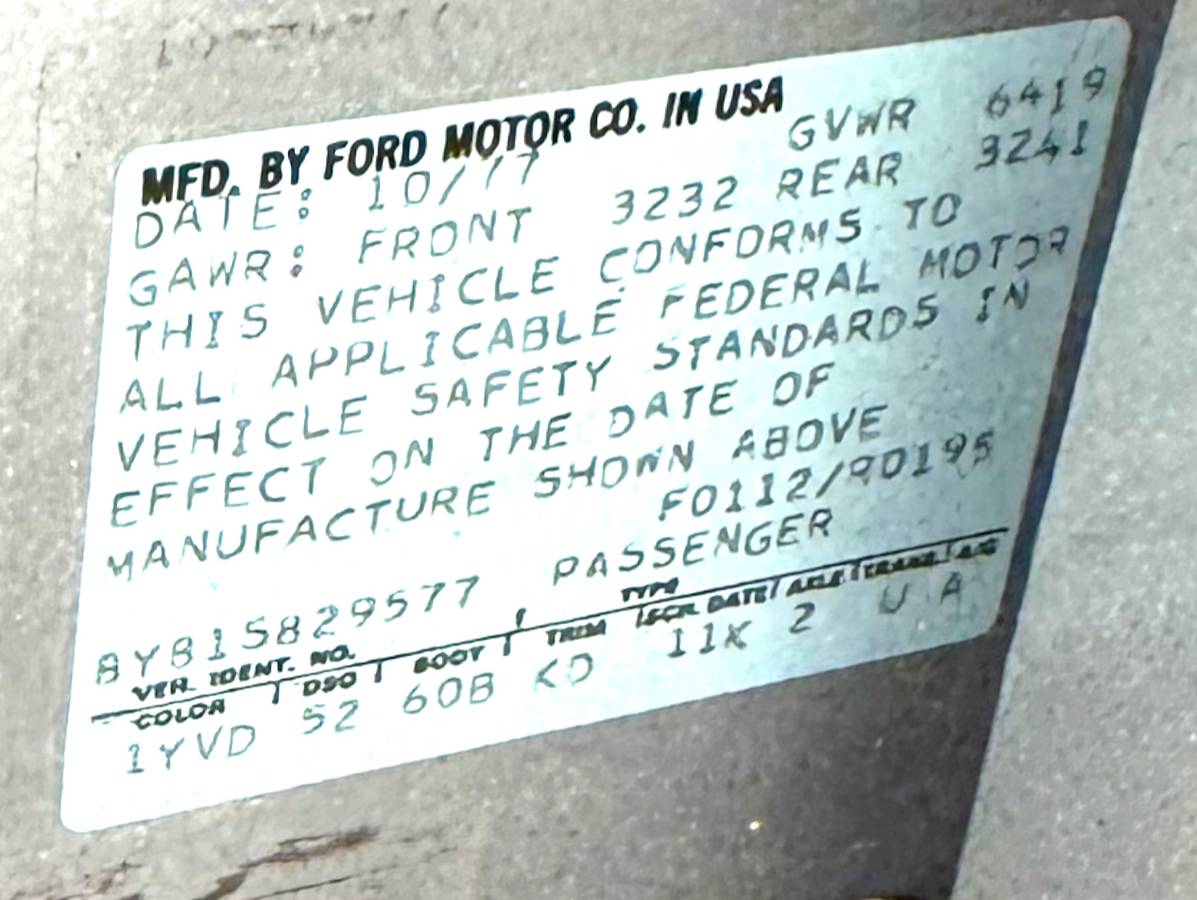 MFD. BY FORD MOTOR CO. IN USA
DATE: 10/77 GVWR 6419
GAWR: FRONT 3232 REAR 3241
THIS VEHICLE CONFORMS TO
ALL APPLICABLE FEDERAL MOTOR
VEHICLE SAFETY STANDARDS IN
EFFECT ON THE DATE OF
MANUFACTURE SHOWN ABOVE
F0112/90195
8Y81S829577 PASSENGER
VEH. IDENT. NO. TYPE
COLOR DSO BODY TRIM SCH. DATE AXLE TRANS. A/C
1YVD 52 60B KD 11K 2 U A